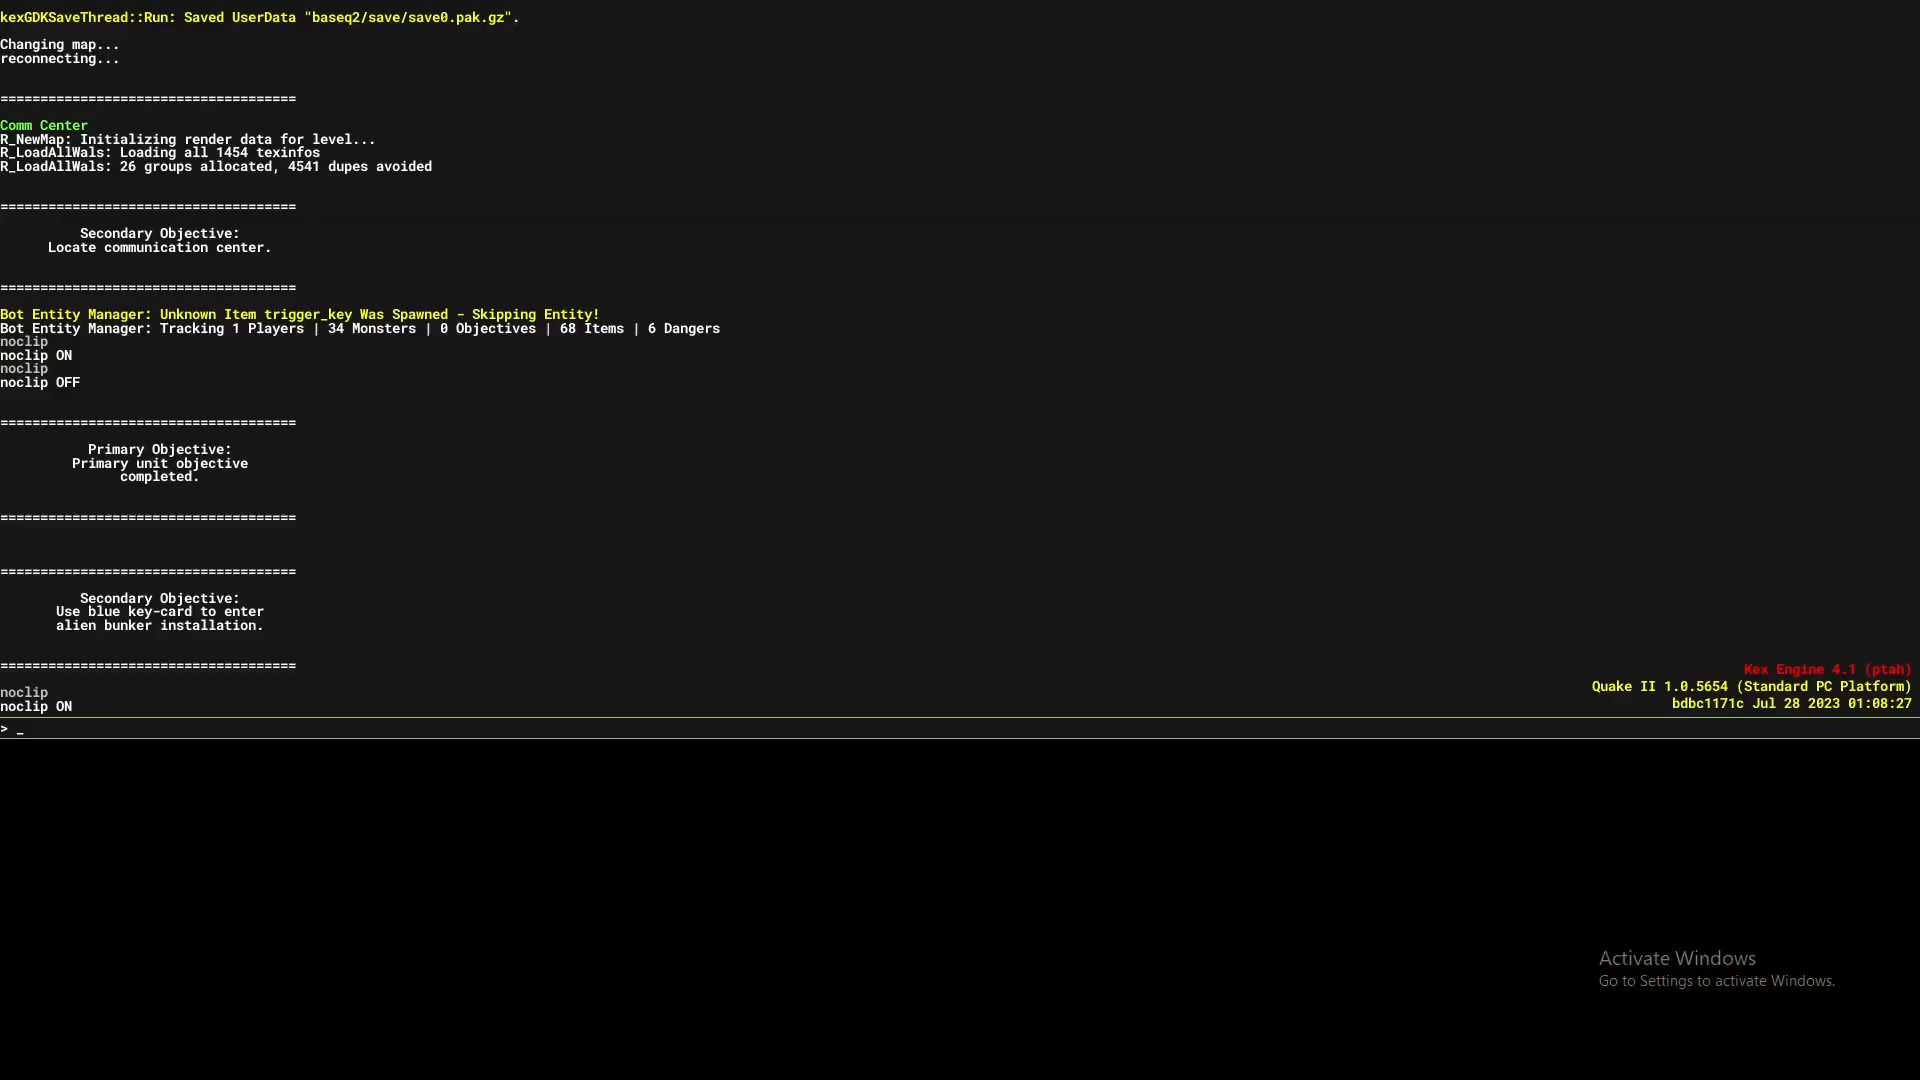 kexGDKSaveThread::Run: Saved UserData "baseq2/save/save0.pak.gz".
Changing map...
reconnecting...
=====================================
Comm Center
R_NewMap: Initializing render data for level...
R_LoadAllWals: Loading all 1454 texinfos
R_LoadAllWals: 26 groups allocated, 4541 dupes avoided
=====================================
Secondary Objective:
Locate communication center.
=====================================
Bot Entity Manager: Unknown Item trigger_key Was Spawned - Skipping Entity!
Bot Entity Manager: Tracking 1 Players | 34 Monsters | 0 Objectives | 68 Items | 6 Dangers
noclip
noclip ON
noclip
noclip OFF
=====================================
Primary Objective:
Primary unit objective
completed.
=====================================
=====================================
Secondary Objective:
Use blue key-card to enter
alien bunker installation.
=====================================
noclip
noclip ON
Kex Engine 4.1 (ptah)
Quake II 1.0.5654 (Standard PC Platform)
bdbc1171c Jul 28 2023 01:08:27
> _
Activate Windows
Go to Settings to activate Windows.